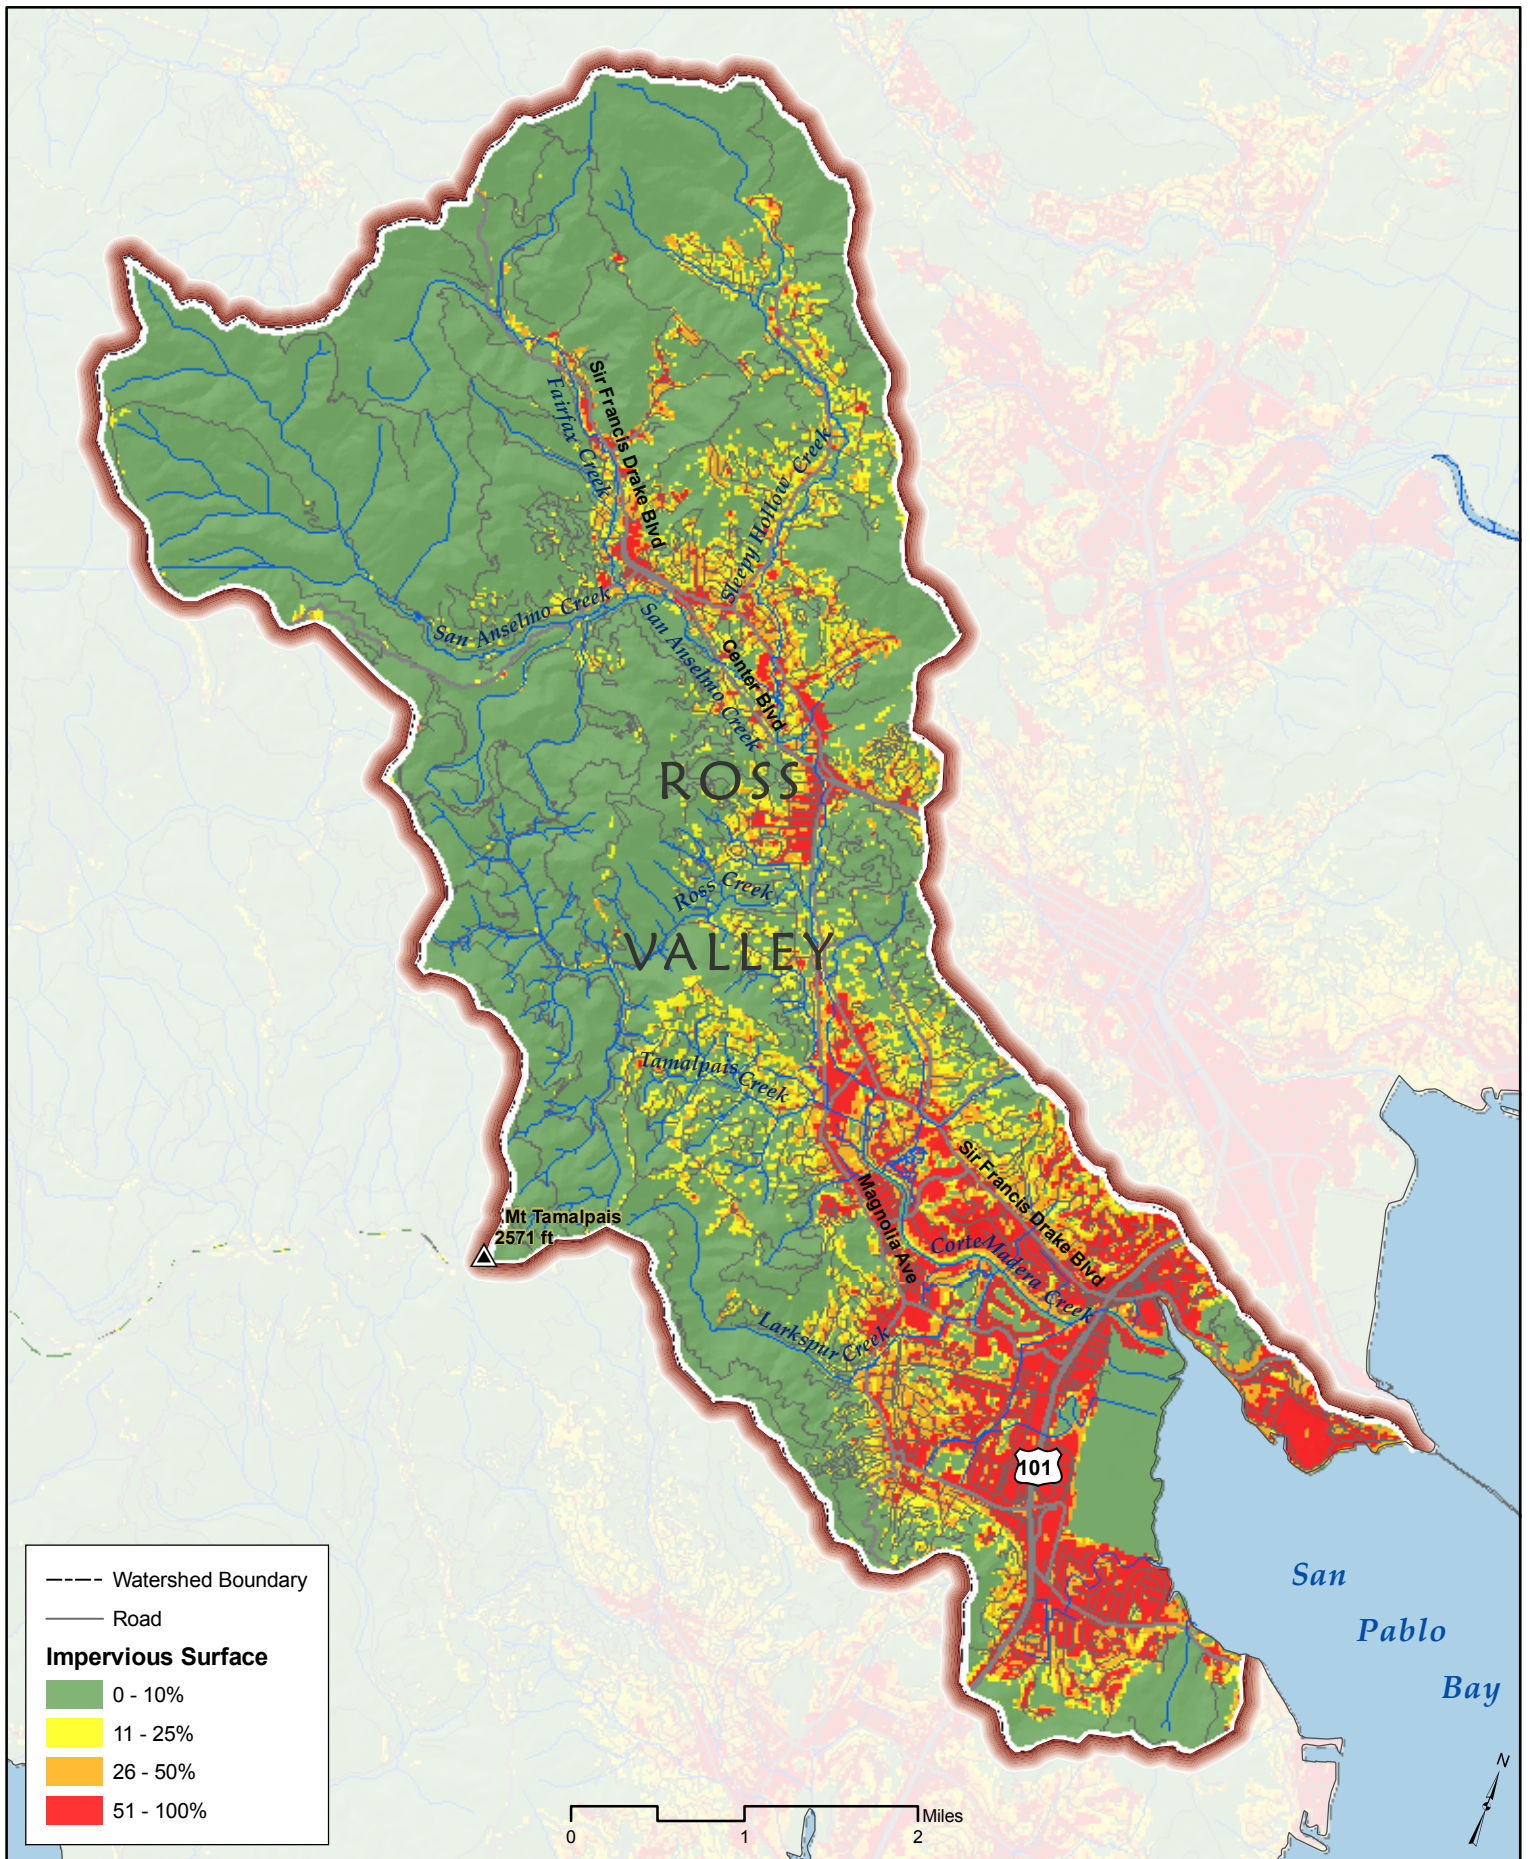 Fairfax Creek
Sir Francis Drake Blvd
Sleepy Hollow Creek
San Anselmo Creek
San Anselmo Creek
Center Blvd
ROSS
Ross Creek
VALLEY
Tamalpais Creek
Sir Francis Drake Blvd
Magnolia Ave
Mt Tamalpais
2571 ft
Corte Madera Creek
Larkspur Creek
101
San
Pablo
Bay
Watershed Boundary
Road
Impervious Surface
0 - 10%
11 - 25%
26 - 50%
51 - 100%
N
Miles
0 1 2